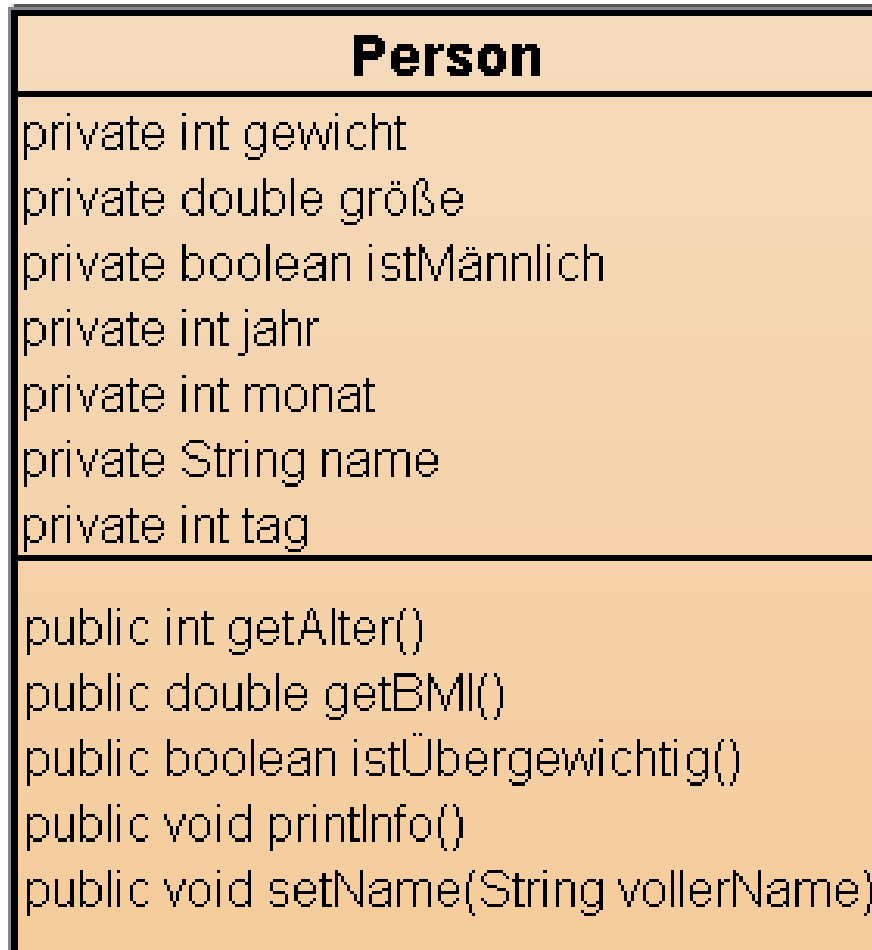 Person
private int gewicht
private double größe
private boolean istMännlich
private int jahr
private int monat
private String name
private int tag
public int getAlter()
public double getBMI()
public boolean istÜbergewichtig()
public void printInfo()
public void setName(String vollerName)